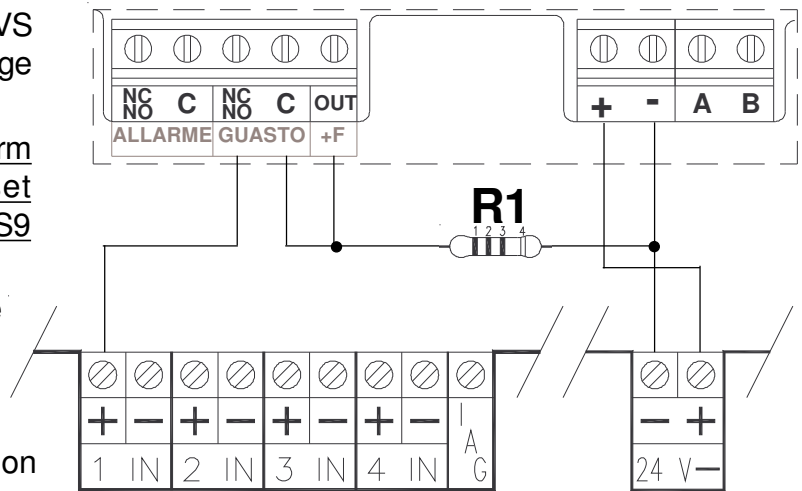 VS
ge
rm
et
S9
on
NC NO C NC NO C OUT
ALLARME GUASTO +F
+ - A B
R1
1 2 3 4
+ − + − + − + − I A G
1 IN 2 IN 3 IN 4 IN
− +
24 V−